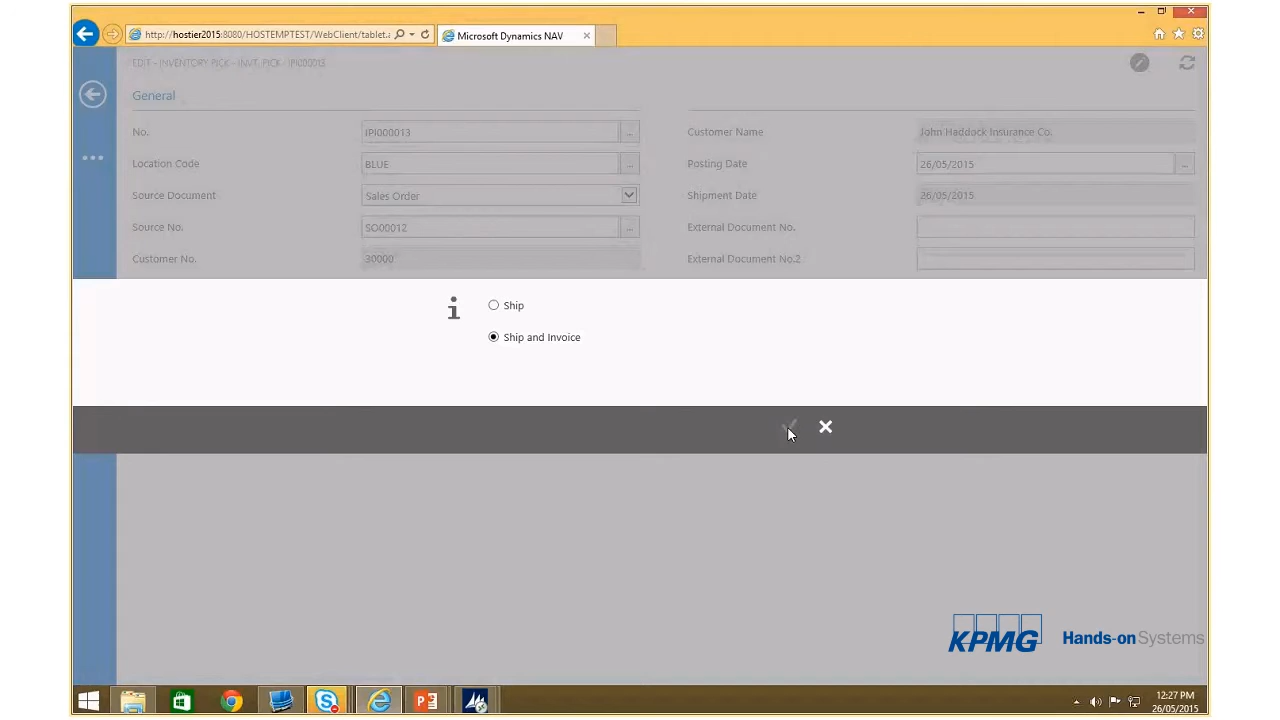 http://hostier2015:8080/HOSTEMPTEST/WebClient/tablet.a
Microsoft Dynamics NAV
EDIT - INVENTORY PICK - INVT. PICK · IPI000013
General
No. IPI000013
Customer Name John Haddock Insurance Co.
Location Code BLUE
Posting Date 26/05/2015
Source Document Sales Order
Shipment Date 26/05/2015
Source No. SO00012
External Document No.
Customer No. 30000
External Document No.2
Ship
Ship and Invoice
KPMG Hands-on Systems
12:27 PM
26/05/2015